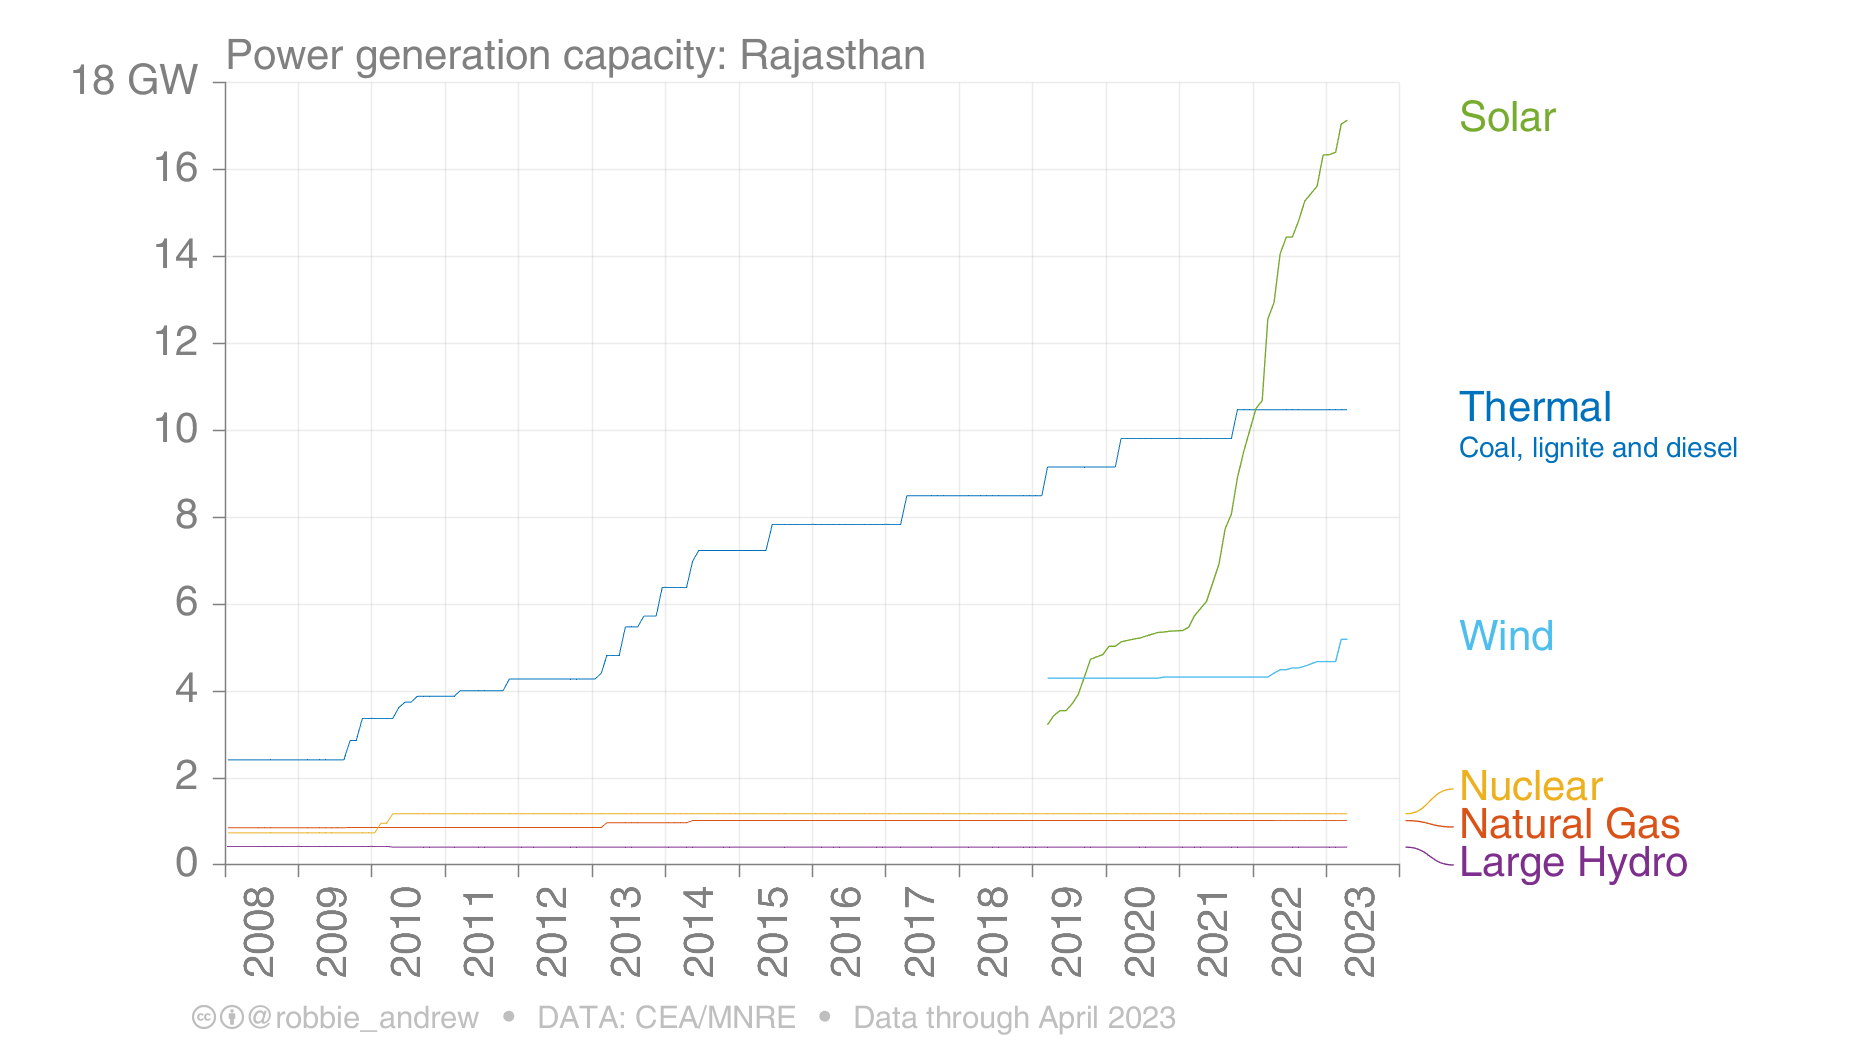 Power generation capacity: Rajasthan
18 GW
16
14
12
10
8
6
4
2
0
Solar
Thermal
Coal, lignite and diesel
Wind
Nuclear
Natural Gas
Large Hydro
2008
2009
2010
2011
2012
2013
2014
2015
2016
2017
2018
2019
2020
2021
2022
2023
cc @robbie_andrew • DATA: CEA/MNRE • Data through April 2023